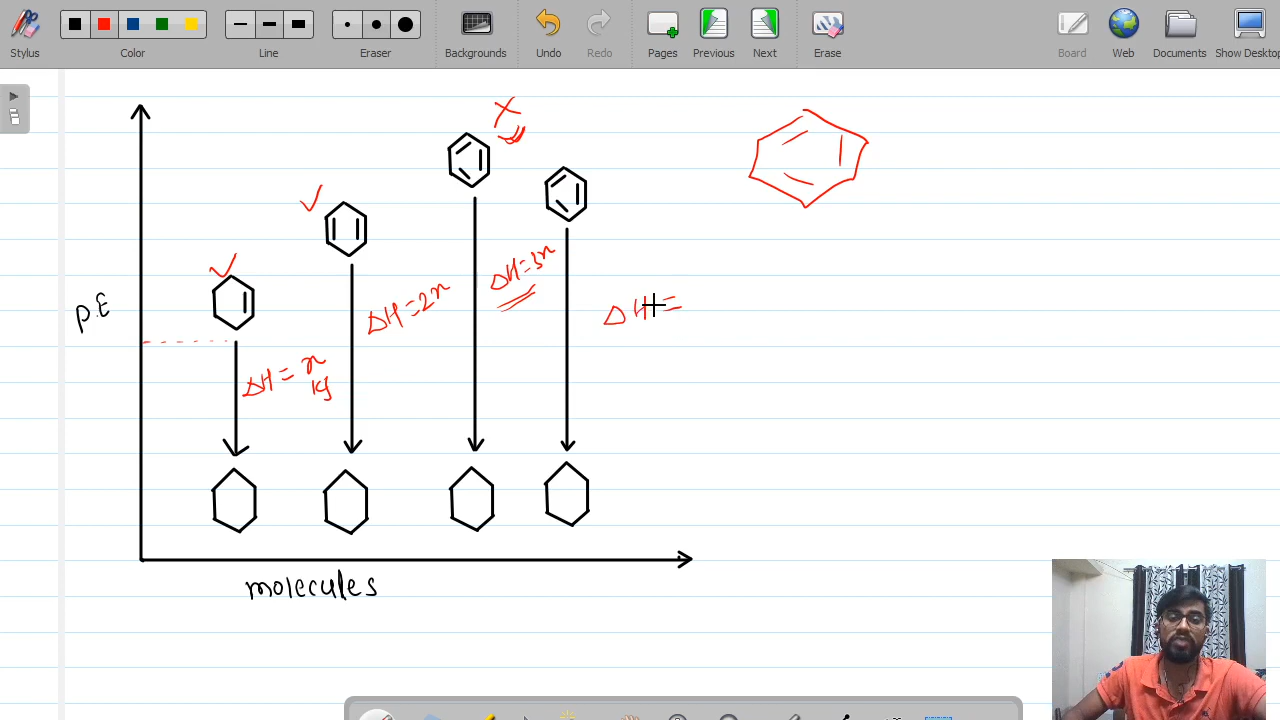 Stylus
Color
Line
Eraser
Backgrounds
Undo
Redo
Pages
Previous
Next
Erase
Board
Web
Documents
Show Desktop
P.E
ΔH = x
kJ
ΔH = 2x
ΔH = 3x
ΔH =
molecules